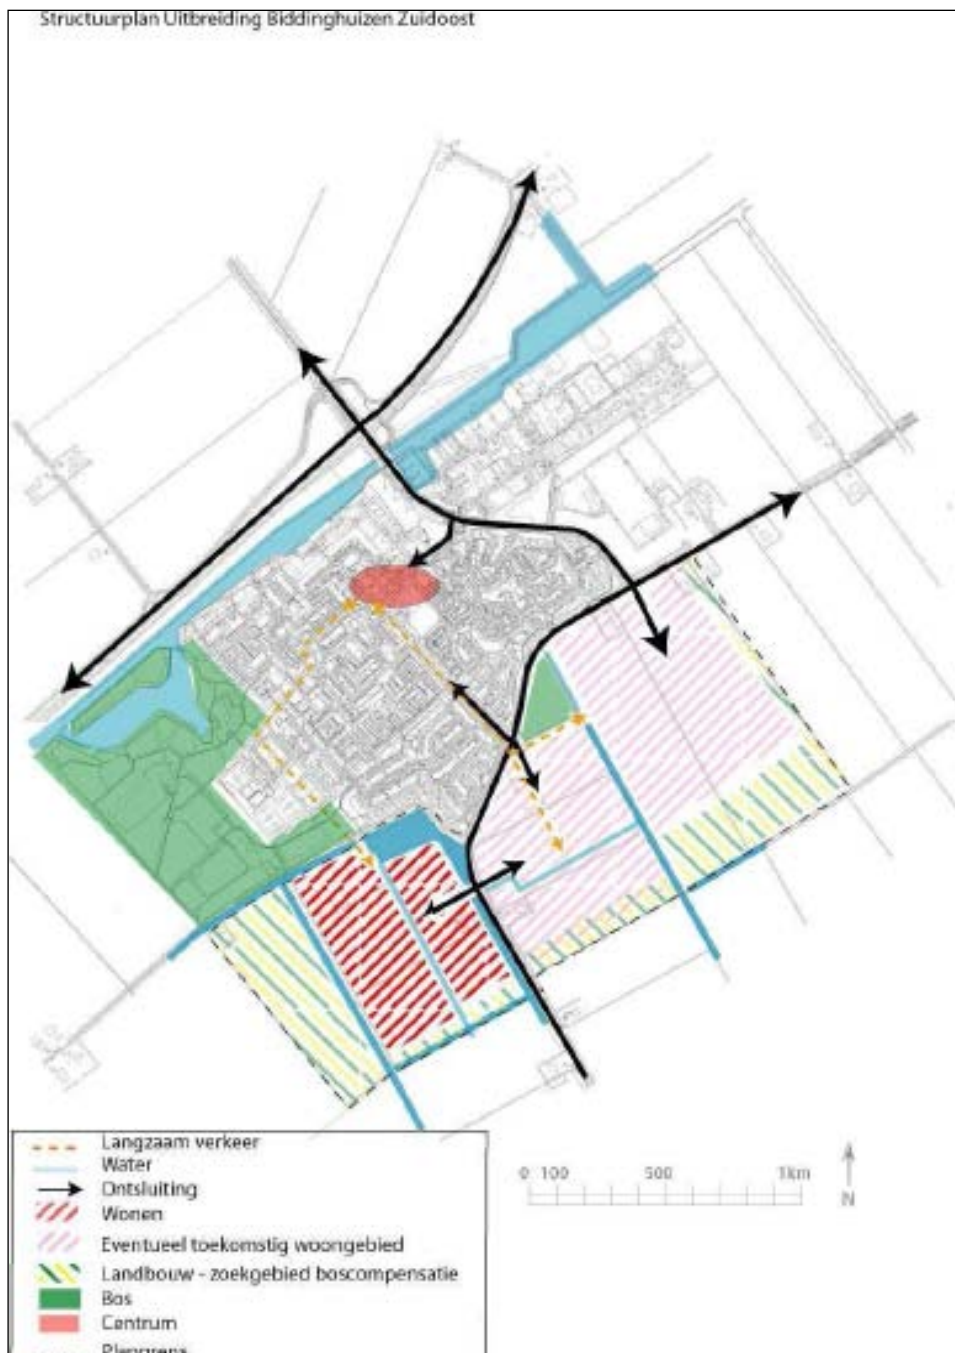 Structuurplan Uitbreiding Biddinghuizen Zuidoost
Langzaam verkeer
Water
Ontsluiting
Wonen
Eventueel toekomstig woongebied
Landbouw - zoekgebied boscompensatie
Bos
Centrum
Plangrens
0 100 500 1km
N